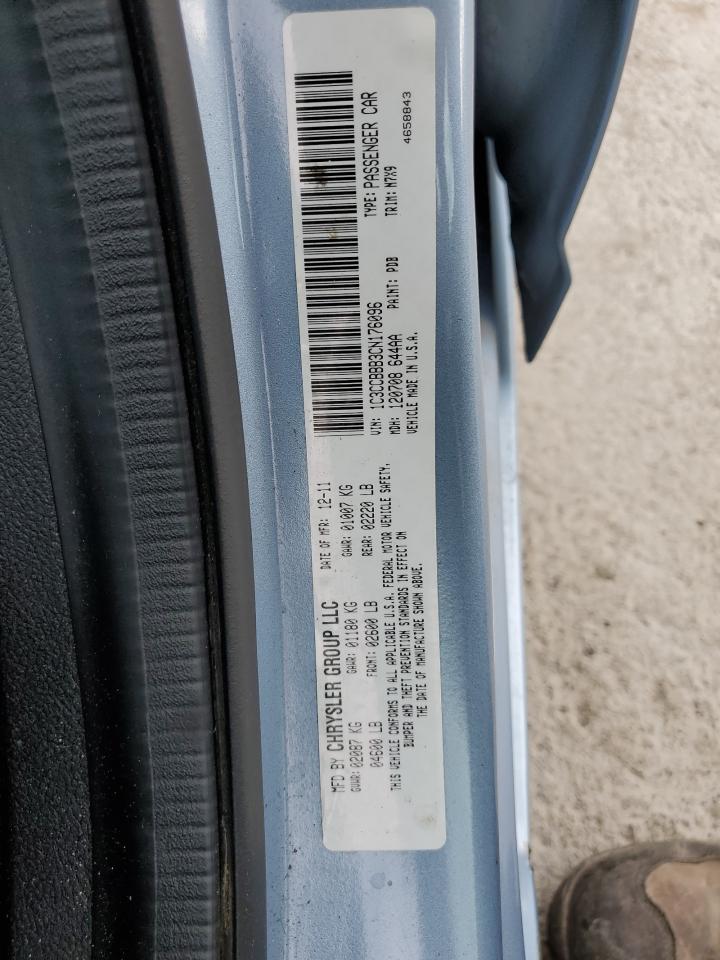 MFD BY CHRYSLER GROUP LLC DATE OF MFR: 12-11
GVWR: 02087 KG GAWR: 01180 KG GAWR: 01007 KG
04600 LB FRONT: 02600 LB REAR: 02220 LB
THIS VEHICLE CONFORMS TO ALL APPLICABLE U.S.A. FEDERAL MOTOR VEHICLE SAFETY,
BUMPER AND THEFT PREVENTION STANDARDS IN EFFECT ON
THE DATE OF MANUFACTURE SHOWN ABOVE.
VIN: 1C3CCBBB3CN176096 TYPE: PASSENGER CAR
MDH: 120708 644AA PAINT: PDB TRIM: N7X9
VEHICLE MADE IN U.S.A. 4658843